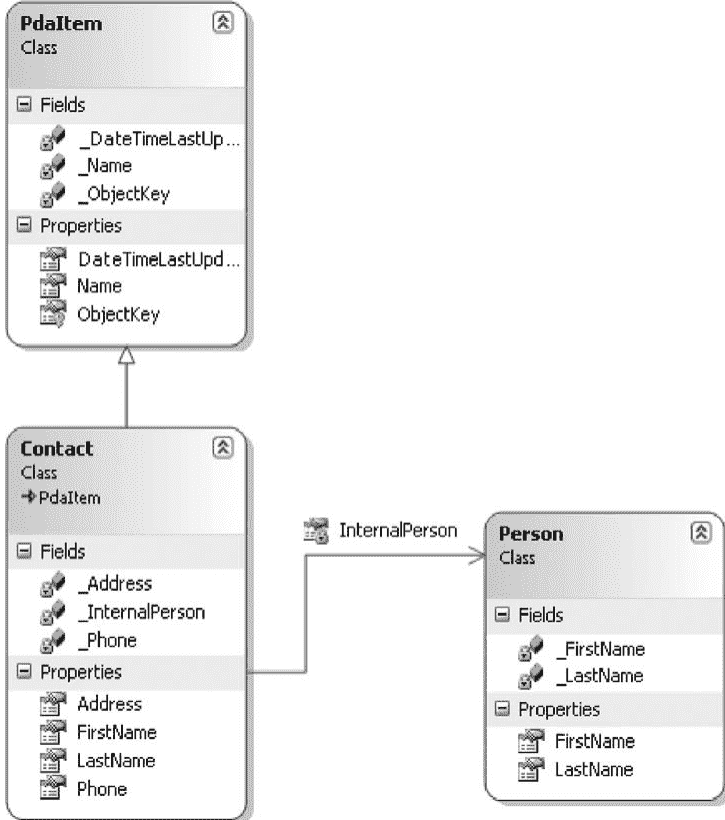 PdaItem
Class
Fields
_DateTimeLastUp...
_Name
_ObjectKey
Properties
DateTimeLastUpd...
Name
ObjectKey
Contact
Class
PdaItem
Fields
_Address
_InternalPerson
_Phone
Properties
Address
FirstName
LastName
Phone
InternalPerson
Person
Class
Fields
_FirstName
_LastName
Properties
FirstName
LastName